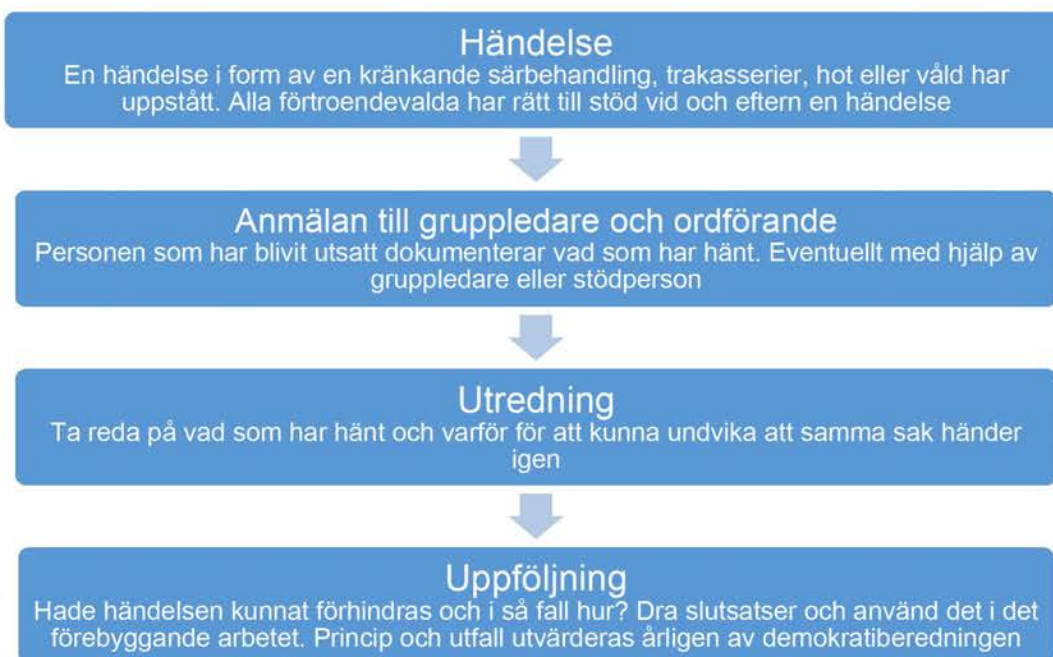 Händelse
En händelse i form av en kränkande särbehandling, trakasserier, hot eller våld har
uppstått. Alla förtroendevalda har rätt till stöd vid och eftern en händelse
Anmälan till gruppledare och ordförande
Personen som har blivit utsatt dokumenterar vad som har hänt. Eventuellt med hjälp av
gruppledare eller stödperson
Utredning
Ta reda på vad som har hänt och varför för att kunna undvika att samma sak händer
igen
Uppföljning
Hade händelsen kunnat förhindras och i så fall hur? Dra slutsatser och använd det i det
förebyggande arbetet. Princip och utfall utvärderas årligen av demokratiberedningen